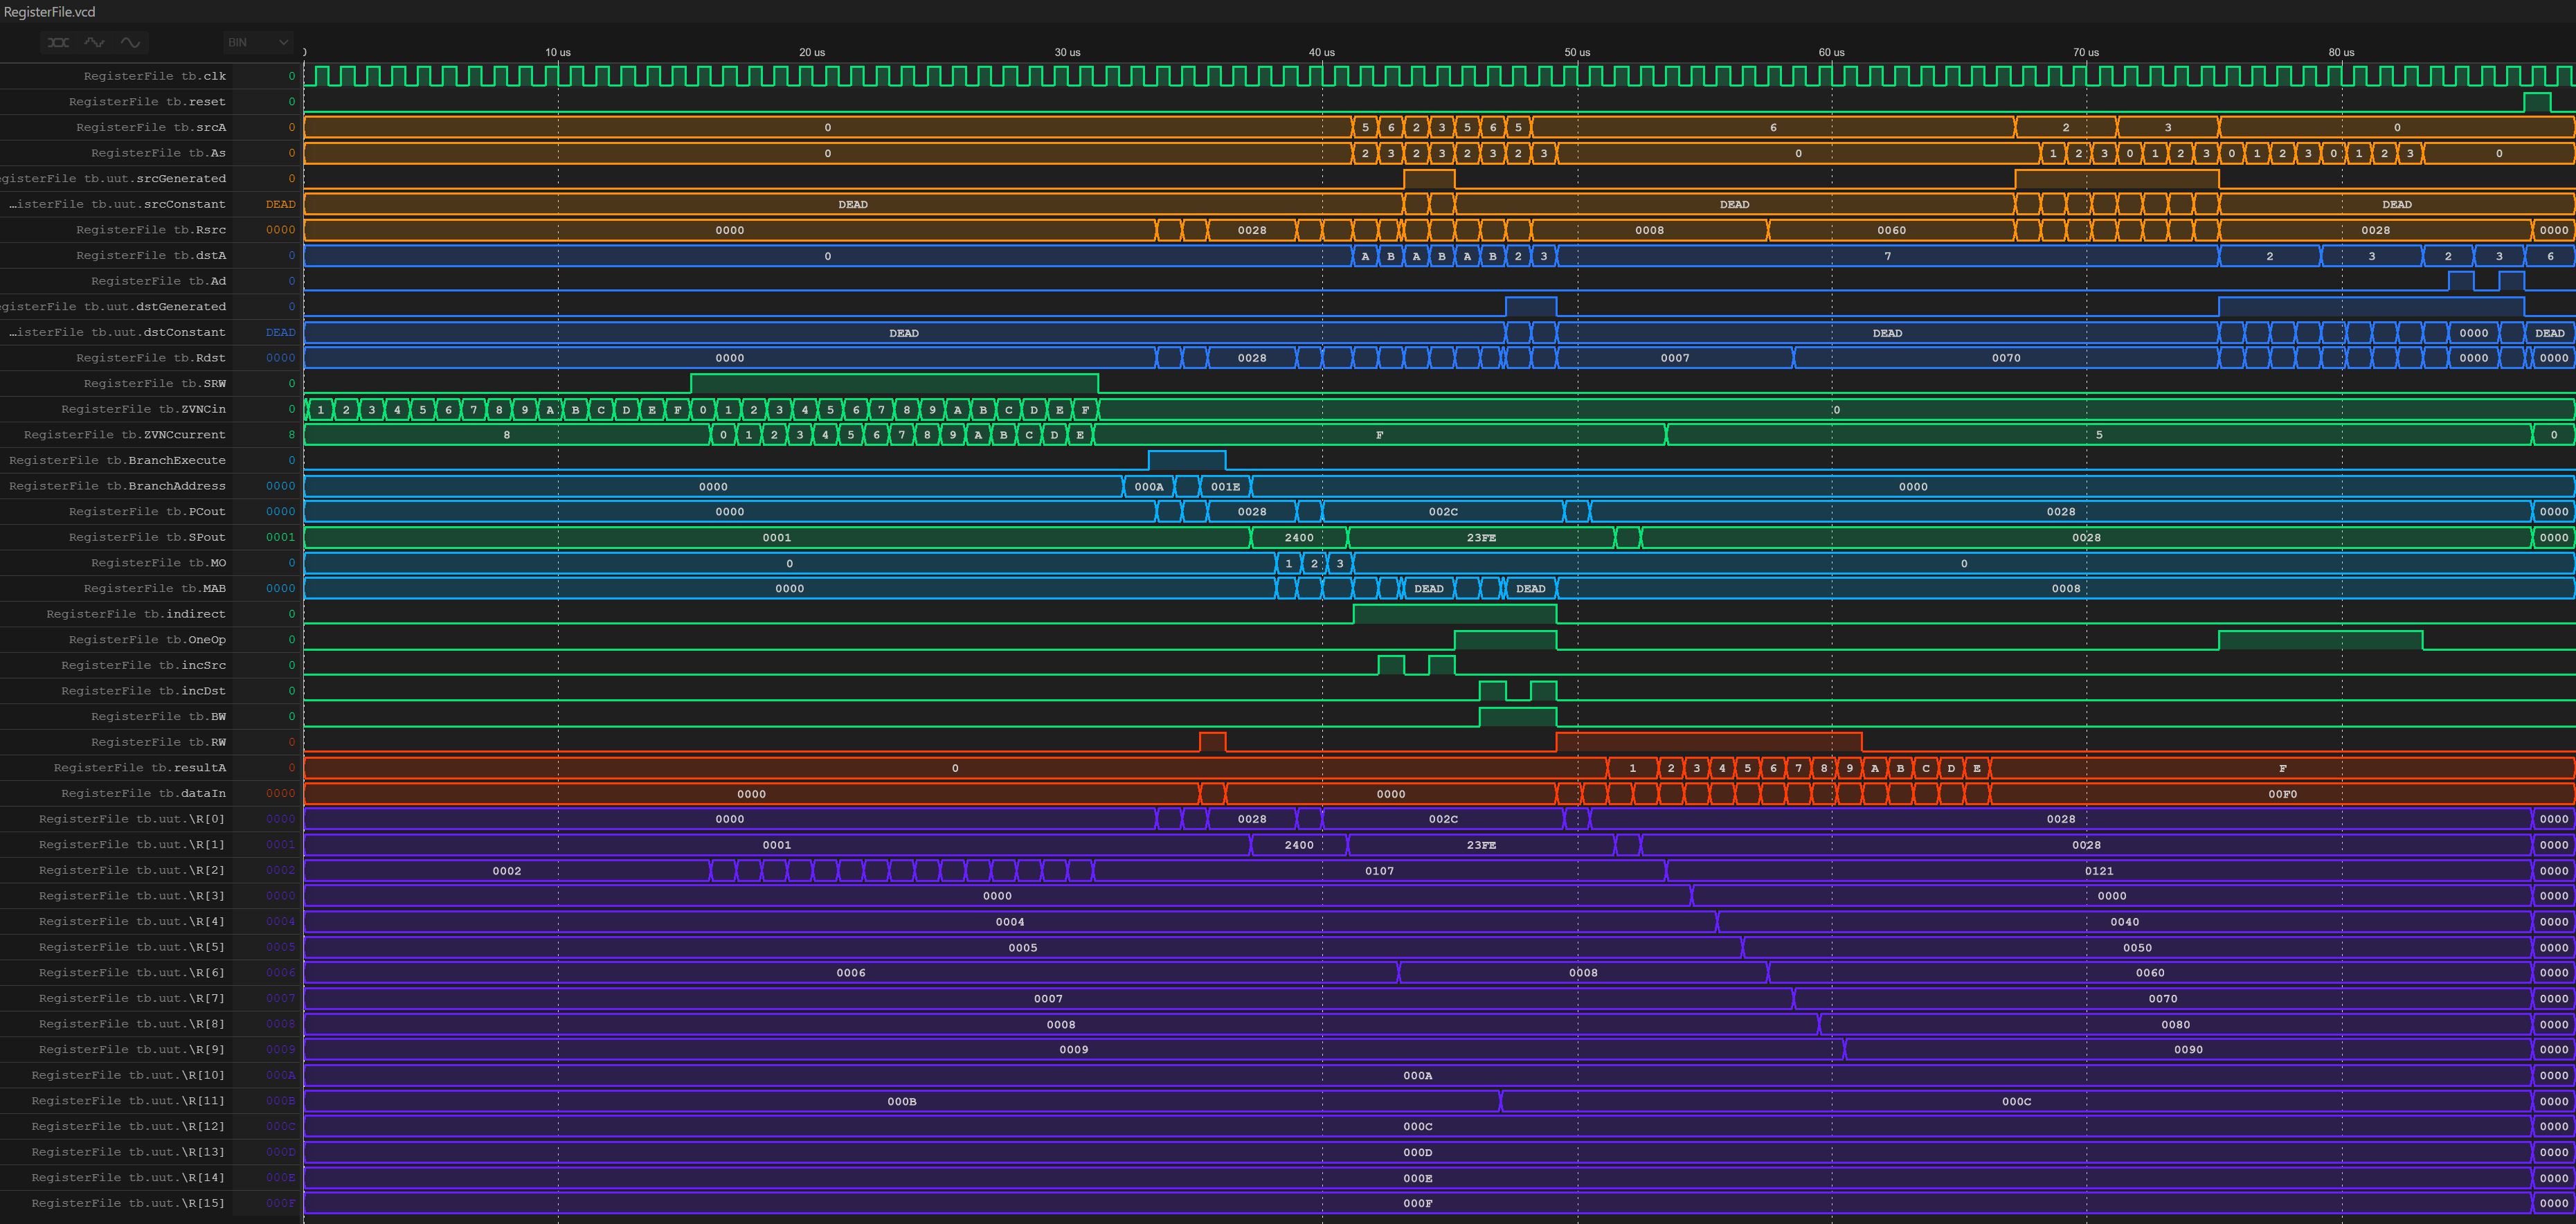 RegisterFile.vcd
BIN
0 10 us 20 us 30 us 40 us 50 us 60 us 70 us 80 us
RegisterFile tb.clk 0
RegisterFile tb.reset 0
RegisterFile tb.srcA 0 0 5 6 2 3 5 6 5 6 2 3 0
RegisterFile tb.As 0 0 2 3 2 3 2 3 2 3 0 1 2 3 0 1 2 3 0 1 2 3 0 1 2 3 0
egisterFile tb.uut.srcGenerated 0
…isterFile tb.uut.srcConstant DEAD DEAD DEAD DEAD
RegisterFile tb.Rsrc 0000 0000 0028 0008 0060 0028 0000
RegisterFile tb.dstA 0 0 A B A B A B 2 3 7 2 3 2 3 6
RegisterFile tb.Ad 0
egisterFile tb.uut.dstGenerated 0
…isterFile tb.uut.dstConstant DEAD DEAD DEAD 0000 DEAD
RegisterFile tb.Rdst 0000 0000 0028 0007 0070 0000 0000
RegisterFile tb.SRW 0
RegisterFile tb.ZVNCin 0 1 2 3 4 5 6 7 8 9 A B C D E F 0 1 2 3 4 5 6 7 8 9 A B C D E F 0
RegisterFile tb.ZVNCcurrent 8 8 0 1 2 3 4 5 6 7 8 9 A B C D E F 5 0
RegisterFile tb.BranchExecute 0
RegisterFile tb.BranchAddress 0000 0000 000A 001E 0000
RegisterFile tb.PCout 0000 0000 0028 002C 0028 0000
RegisterFile tb.SPout 0001 0001 2400 23FE 0028 0000
RegisterFile tb.MO 0 0 1 2 3 0
RegisterFile tb.MAB 0000 0000 DEAD DEAD 0008
RegisterFile tb.indirect 0
RegisterFile tb.OneOp 0
RegisterFile tb.incSrc 0
RegisterFile tb.incDst 0
RegisterFile tb.BW 0
RegisterFile tb.RW 0
RegisterFile tb.resultA 0 0 1 2 3 4 5 6 7 8 9 A B C D E F
RegisterFile tb.dataIn 0000 0000 0000 00F0
RegisterFile tb.uut.\R[0] 0000 0000 0028 002C 0028 0000
RegisterFile tb.uut.\R[1] 0001 0001 2400 23FE 0028 0000
RegisterFile tb.uut.\R[2] 0002 0002 0107 0121 0000
RegisterFile tb.uut.\R[3] 0000 0000 0000 0000
RegisterFile tb.uut.\R[4] 0004 0004 0040 0000
RegisterFile tb.uut.\R[5] 0005 0005 0050 0000
RegisterFile tb.uut.\R[6] 0006 0006 0008 0060 0000
RegisterFile tb.uut.\R[7] 0007 0007 0070 0000
RegisterFile tb.uut.\R[8] 0008 0008 0080 0000
RegisterFile tb.uut.\R[9] 0009 0009 0090 0000
RegisterFile tb.uut.\R[10] 000A 000A 0000
RegisterFile tb.uut.\R[11] 000B 000B 000C 0000
RegisterFile tb.uut.\R[12] 000C 000C 0000
RegisterFile tb.uut.\R[13] 000D 000D 0000
RegisterFile tb.uut.\R[14] 000E 000E 0000
RegisterFile tb.uut.\R[15] 000F 000F 0000